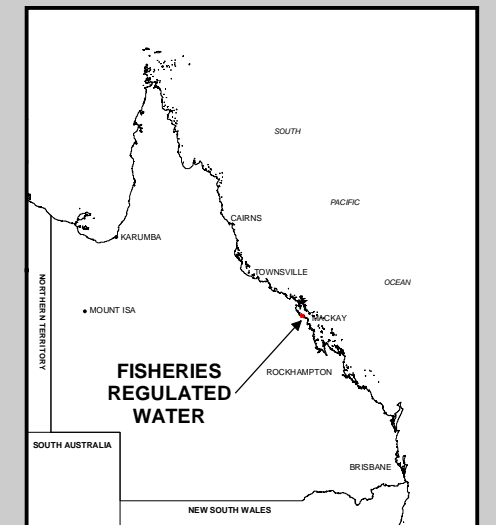 SOUTH
PACIFIC
CAIRNS
KARUMBA
TOWNSVILLE
OCEAN
NORTHERN TERRITORY
MOUNT ISA
MACKAY
FISHERIES
REGULATED
WATER
ROCKHAMPTON
SOUTH AUSTRALIA
BRISBANE
NEW SOUTH WALES